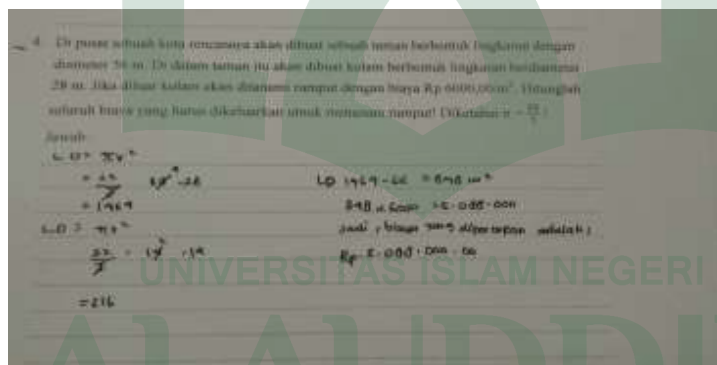 4. Di pusat sebuah kota rencananya akan dibuat sebuah taman berbentuk lingkaran dengan
diameter 56 m. Di dalam taman itu akan dibuat kolam berbentuk lingkaran berdiameter
28 m. Jika diluar kolam akan ditanami rumput dengan biaya Rp 6000,00/m². Hitunglah
seluruh biaya yang harus dikeluarkan untuk menanam rumput! Diketahui π = 22/7 !
Jawab:
L O = πr²
= 22/7 · 28
= 1969
L O = πr²
22/7 · 14 · 14
= 216
LO 1969 - = 848 m²
848 x 6000 = 5.088.000
Jadi, biaya yang diperlukan adalah:
Rp. 5.088.000.00
UNIVERSITAS ISLAM NEGERI